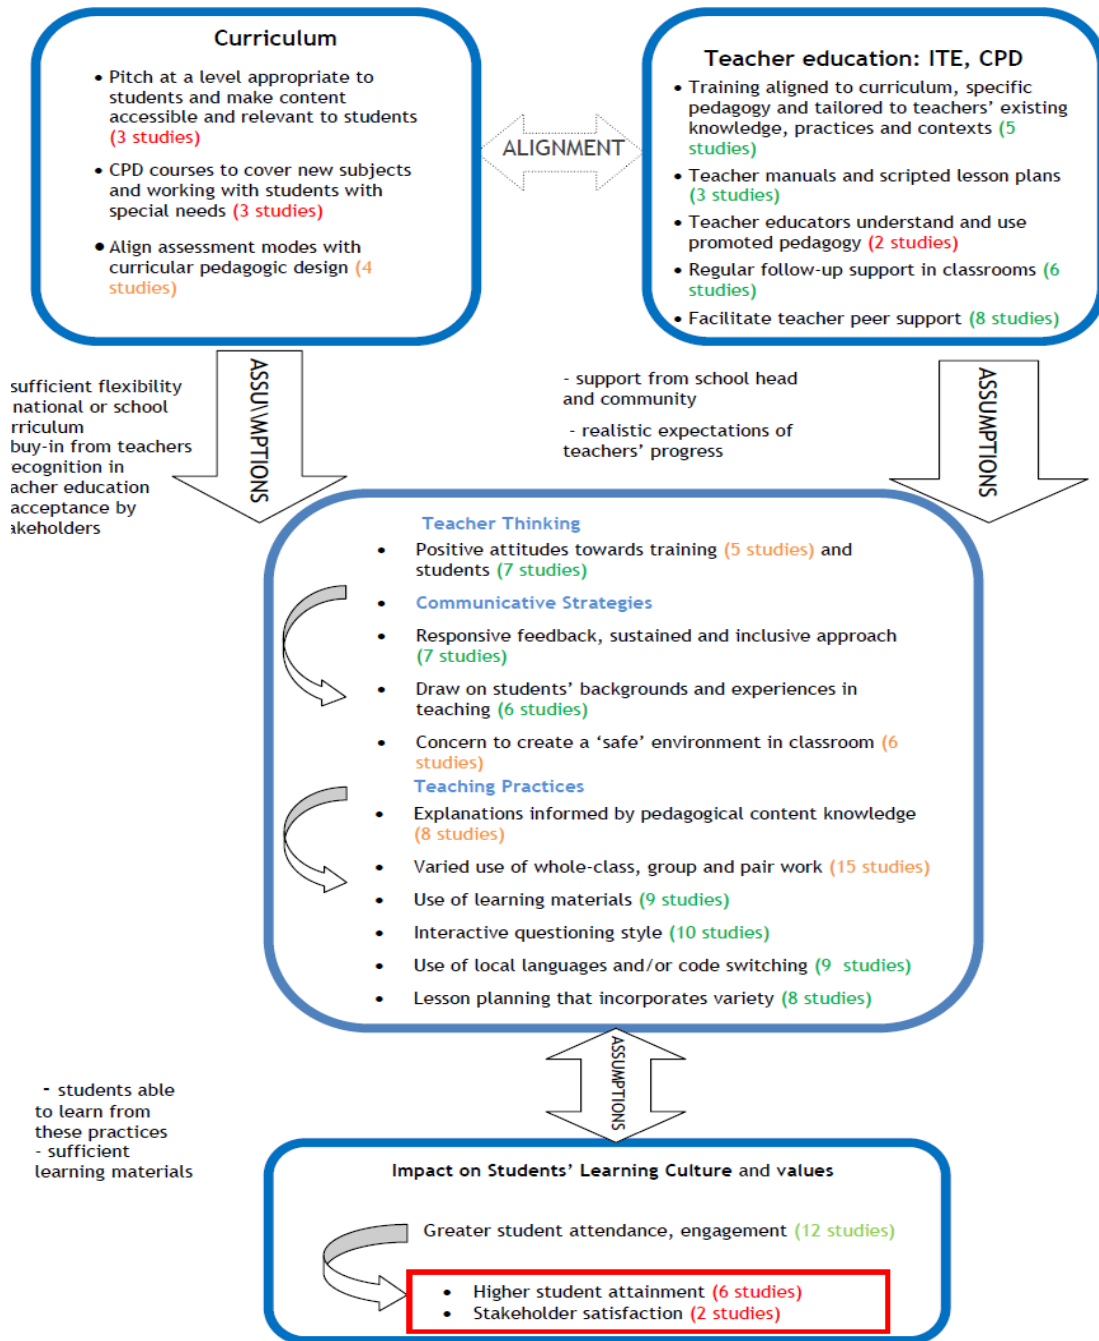 Curriculum
• Pitch at a level appropriate to
students and make content
accessible and relevant to students
(3 studies)
• CPD courses to cover new subjects
and working with students with
special needs (3 studies)
• Align assessment modes with
curricular pedagogic design (4
studies)
ALIGNMENT
Teacher education: ITE, CPD
• Training aligned to curriculum, specific
pedagogy and tailored to teachers' existing
knowledge, practices and contexts (5
studies)
• Teacher manuals and scripted lesson plans
(3 studies)
• Teacher educators understand and use
promoted pedagogy (2 studies)
• Regular follow-up support in classrooms (6
studies)
• Facilitate teacher peer support (8 studies)
sufficient flexibility
national or school
rriculum
buy-in from teachers
ecognition in
acher education
acceptance by
akeholders
ASSU\MPTIONS
- support from school head
and community
- realistic expectations of
teachers' progress
ASSUMPTIONS
Teacher Thinking
• Positive attitudes towards training (5 studies) and
students (7 studies)
• Communicative Strategies
• Responsive feedback, sustained and inclusive approach
(7 studies)
• Draw on students' backgrounds and experiences in
teaching (6 studies)
• Concern to create a 'safe' environment in classroom (6
studies)
Teaching Practices
• Explanations informed by pedagogical content knowledge
(8 studies)
• Varied use of whole-class, group and pair work (15 studies)
• Use of learning materials (9 studies)
• Interactive questioning style (10 studies)
• Use of local languages and/or code switching (9 studies)
• Lesson planning that incorporates variety (8 studies)
ASSUMPTIONS
- students able
to learn from
these practices
- sufficient
learning materials
Impact on Students' Learning Culture and values
Greater student attendance, engagement (12 studies)
• Higher student attainment (6 studies)
• Stakeholder satisfaction (2 studies)